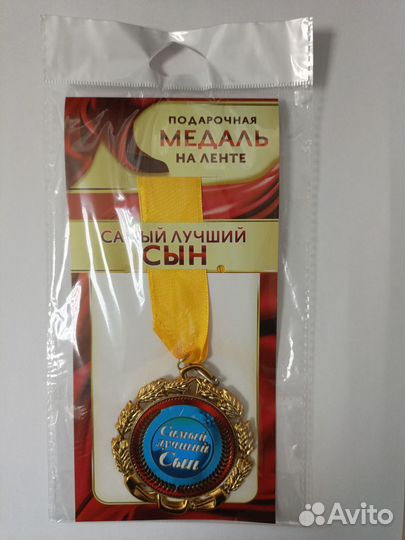 ПОДАРОЧНАЯ
МЕДАЛЬ
НА ЛЕНТЕ
САМЫЙ ЛУЧШИЙ
СЫН
Самый
лучший
Сын
Avito